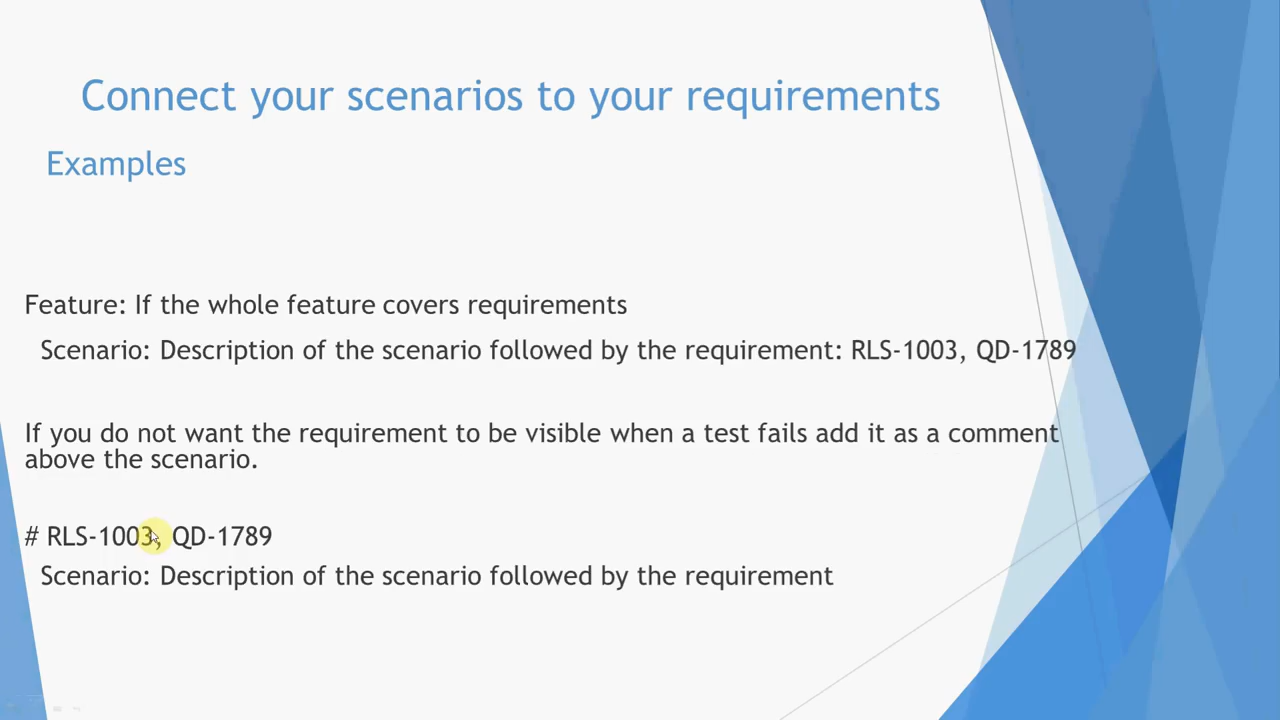 Connect your scenarios to your requirements
Examples
Feature: If the whole feature covers requirements
Scenario: Description of the scenario followed by the requirement: RLS-1003, QD-1789
If you do not want the requirement to be visible when a test fails add it as a comment
above the scenario.
# RLS-1003, QD-1789
Scenario: Description of the scenario followed by the requirement